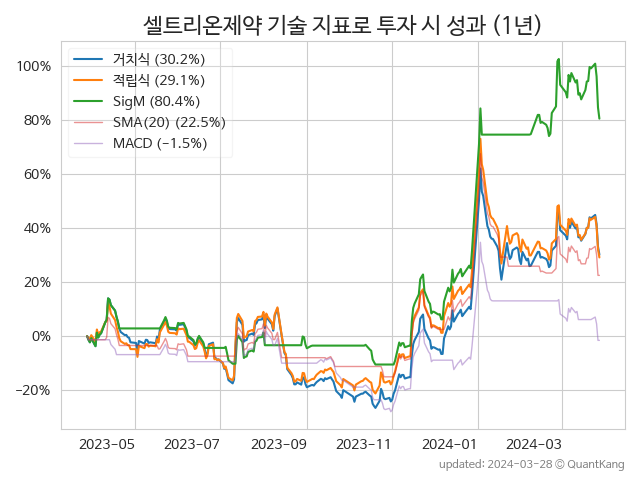 셀트리온제약 기술 지표로 투자 시 성과 (1년)
거치식 (30.2%)
적립식 (29.1%)
SigM (80.4%)
SMA(20) (22.5%)
MACD (−1.5%)
100%
80%
60%
40%
20%
0%
−20%
2023-05 2023-07 2023-09 2023-11 2024-01 2024-03
updated: 2024-03-28 © QuantKang